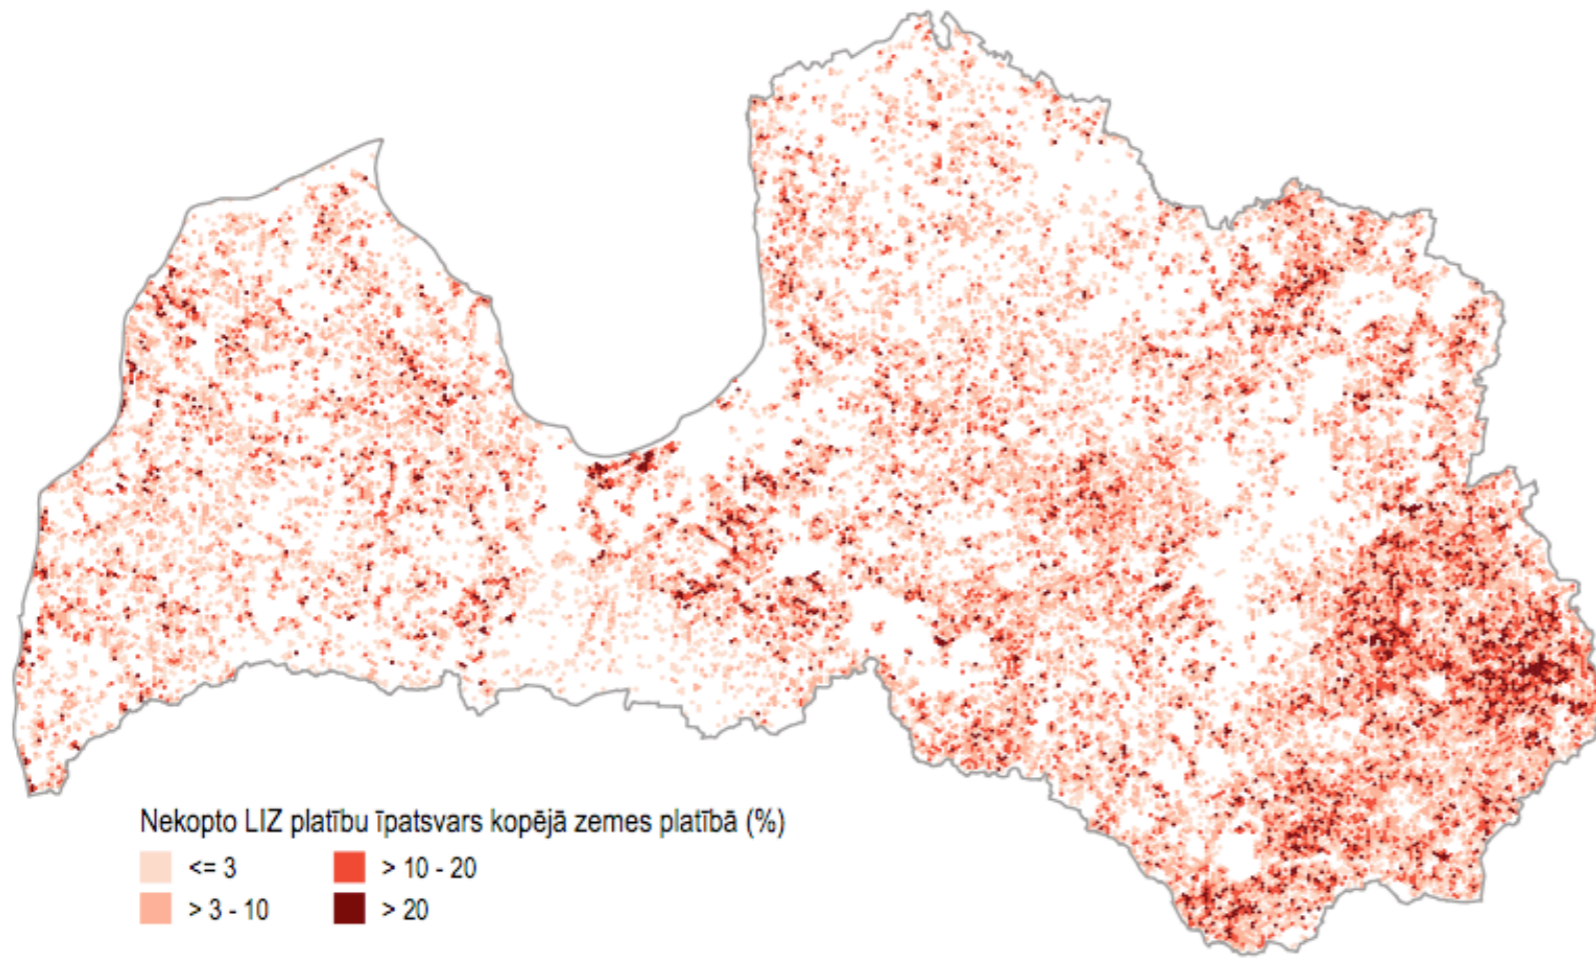 Nekopto LIZ platību īpatsvars kopējā zemes platībā (%)
<= 3
> 10 - 20
> 3 - 10
> 20